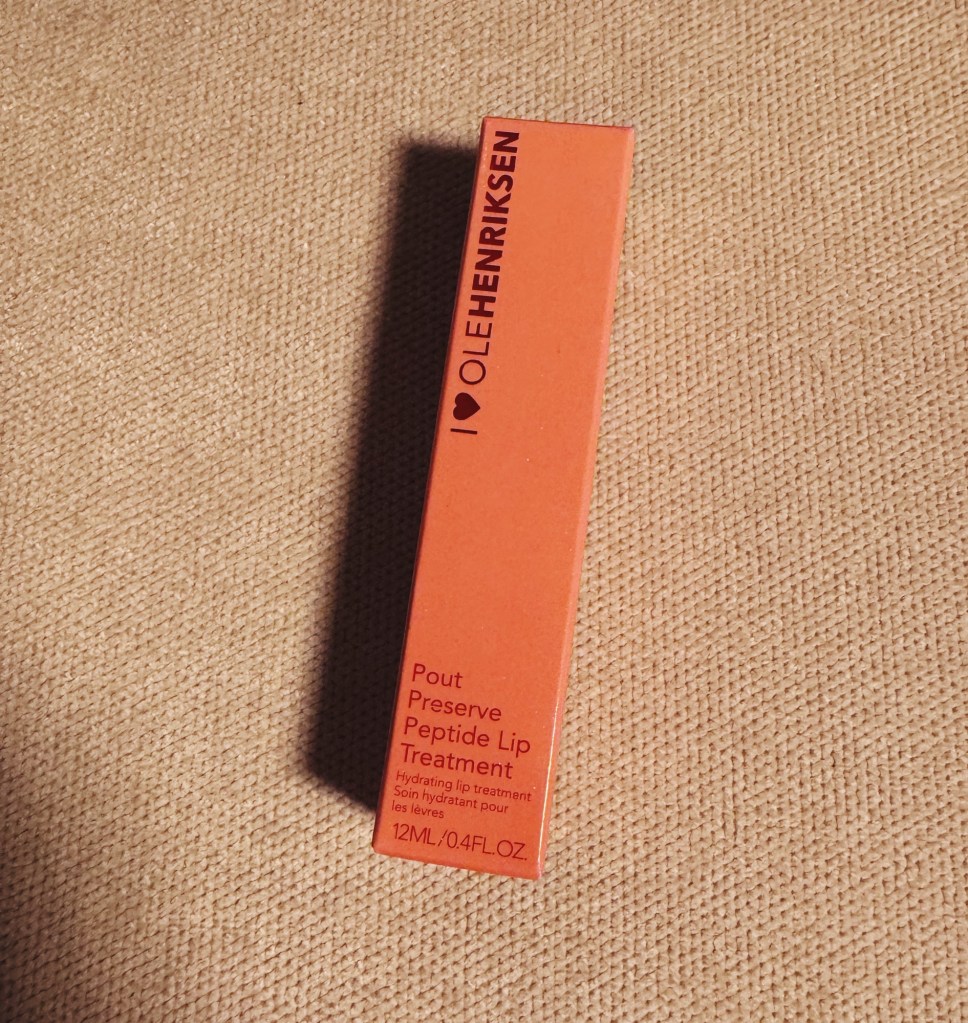 I ♥ OLEHENRIKSEN
Pout
Preserve
Peptide Lip
Treatment
Hydrating lip treatment
Soin hydratant pour
les lèvres
12ML/0.4FL.OZ.